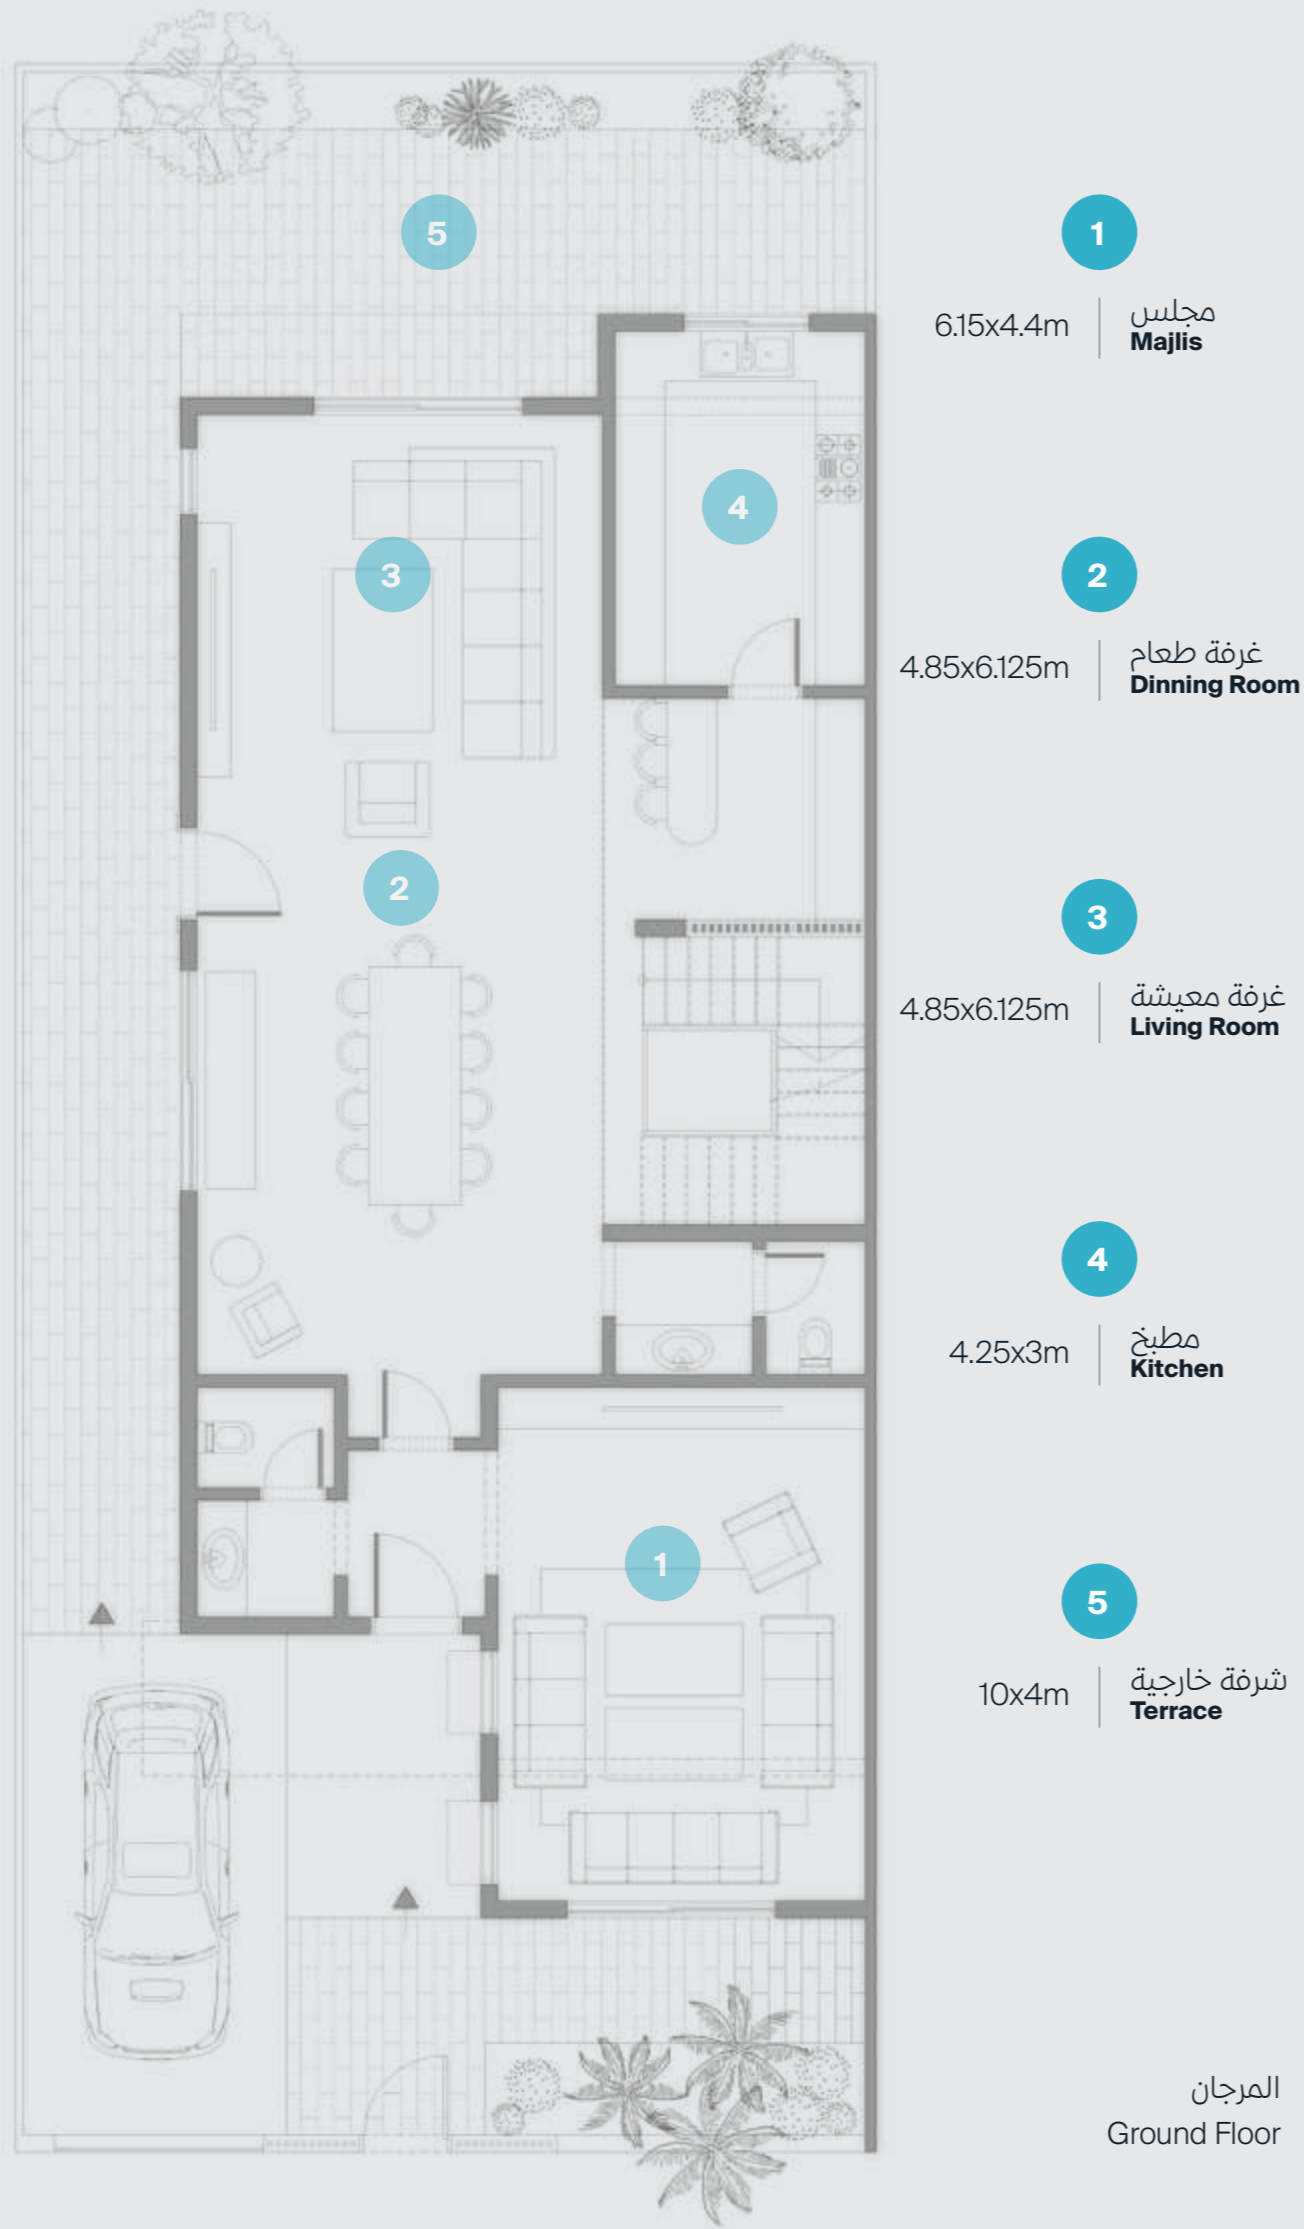 5
4
3
2
1
1
6.15x4.4m
مجلس
Majlis
2
4.85x6.125m
غرفة طعام
Dinning Room
3
4.85x6.125m
غرفة معيشة
Living Room
4
4.25x3m
مطبخ
Kitchen
5
10x4m
شرفة خارجية
Terrace
المرجان
Ground Floor